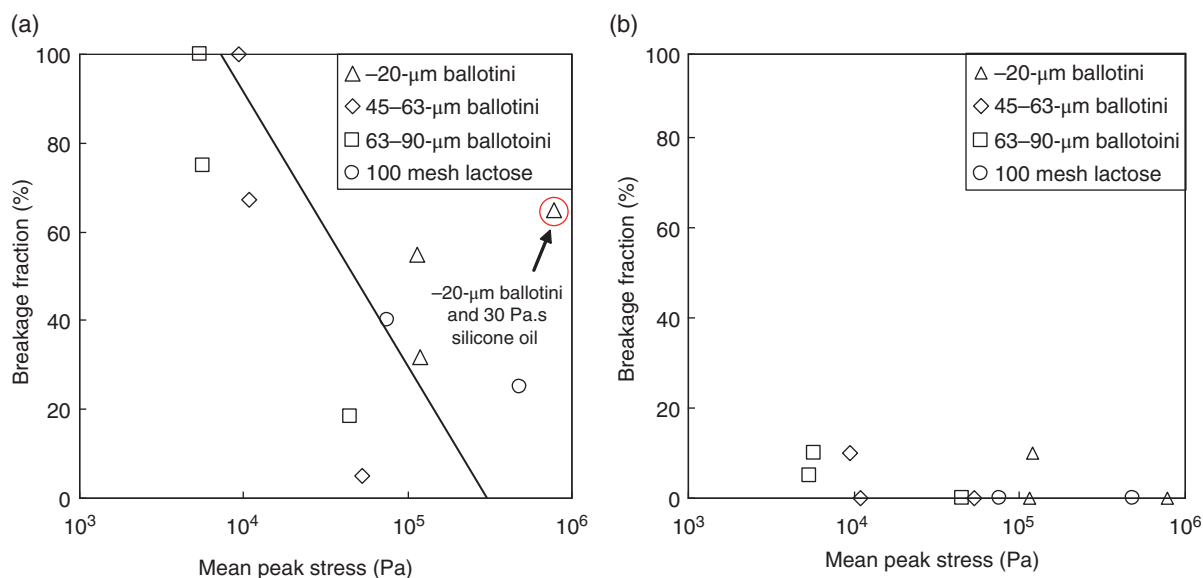 (a)
100
80
60
40
20
0
Breakage fraction (%)
10³
10⁴
10⁵
10⁶
Mean peak stress (Pa)
–20-μm ballotini
45–63-μm ballotini
63–90-μm ballotoini
100 mesh lactose
–20-μm ballotini
and 30 Pa.s
silicone oil
(b)
100
80
60
40
20
0
Breakage fraction (%)
10³
10⁴
10⁵
10⁶
Mean peak stress (Pa)
–20-μm ballotini
45–63-μm ballotini
63–90-μm ballotoini
100 mesh lactose